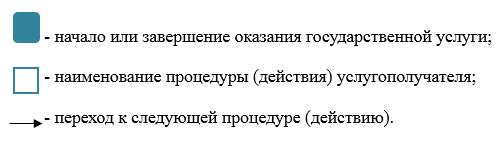 - начало или завершение оказания государственной услуги;
- наименование процедуры (действия) услугополучателя;
- переход к следующей процедуре (действию).